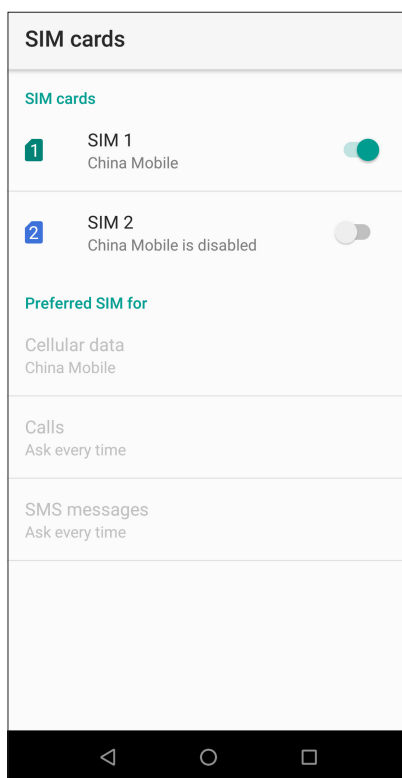 SIM cards
SIM cards
1
SIM 1
China Mobile
2
SIM 2
China Mobile is disabled
Preferred SIM for
Cellular data
China Mobile
Calls
Ask every time
SMS messages
Ask every time